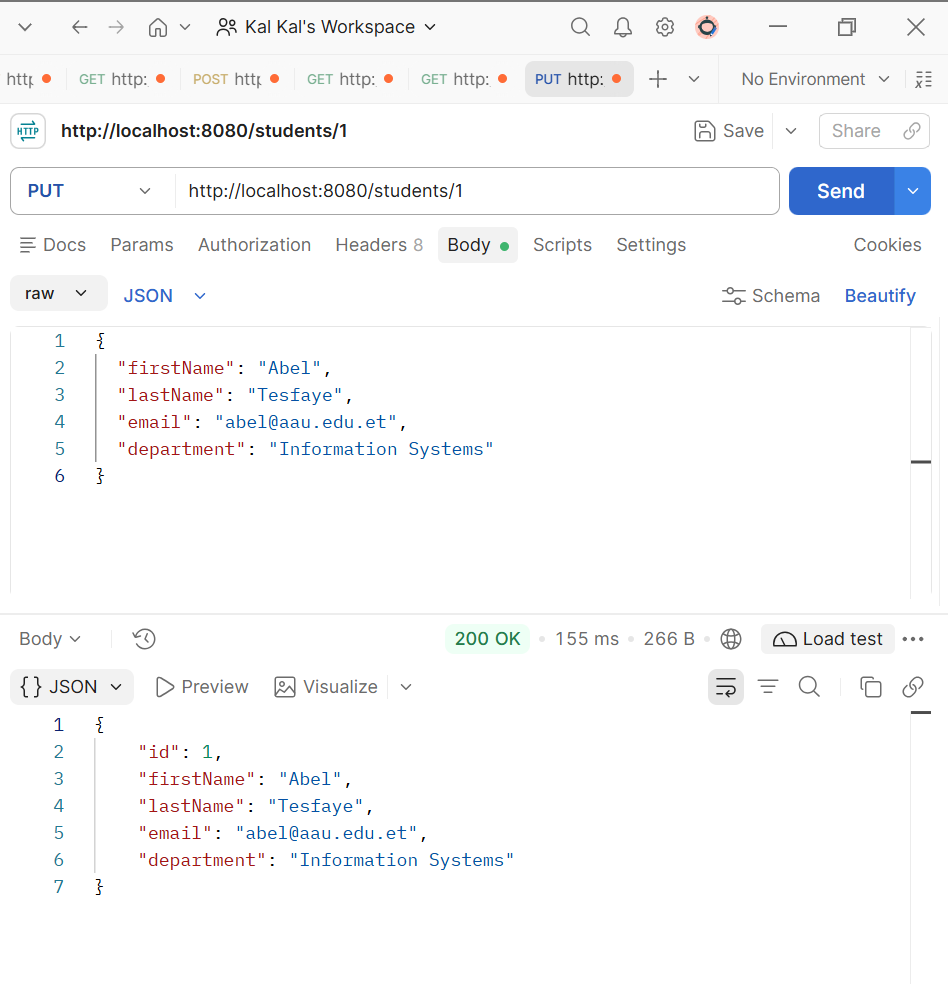 Kal Kal's Workspace
http GET http: POST http GET http: GET http: PUT http: No Environment
HTTP http://localhost:8080/students/1 Save Share
PUT http://localhost:8080/students/1 Send
Docs Params Authorization Headers 8 Body Scripts Settings Cookies
raw JSON Schema Beautify
1 {
2 "firstName": "Abel",
3 "lastName": "Tesfaye",
4 "email": "abel@aau.edu.et",
5 "department": "Information Systems"
6 }
Body 200 OK 155 ms 266 B Load test
{} JSON Preview Visualize
1 {
2 "id": 1,
3 "firstName": "Abel",
4 "lastName": "Tesfaye",
5 "email": "abel@aau.edu.et",
6 "department": "Information Systems"
7 }